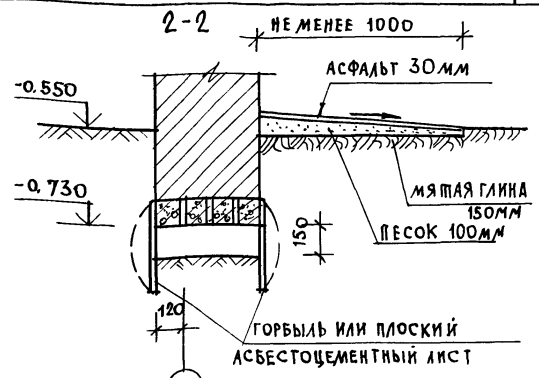 2-2
НЕ МЕНЕЕ 1000
АСФАЛЬТ 30ММ
-0.550
-0,730
МЯТАЯ ГЛИНА
150ММ
ПЕСОК 100ММ
150
120
ГОРБЫЛЬ ИЛИ ПЛОСКИЙ
АСБЕСТОЦЕМЕНТНЫЙ ЛИСТ